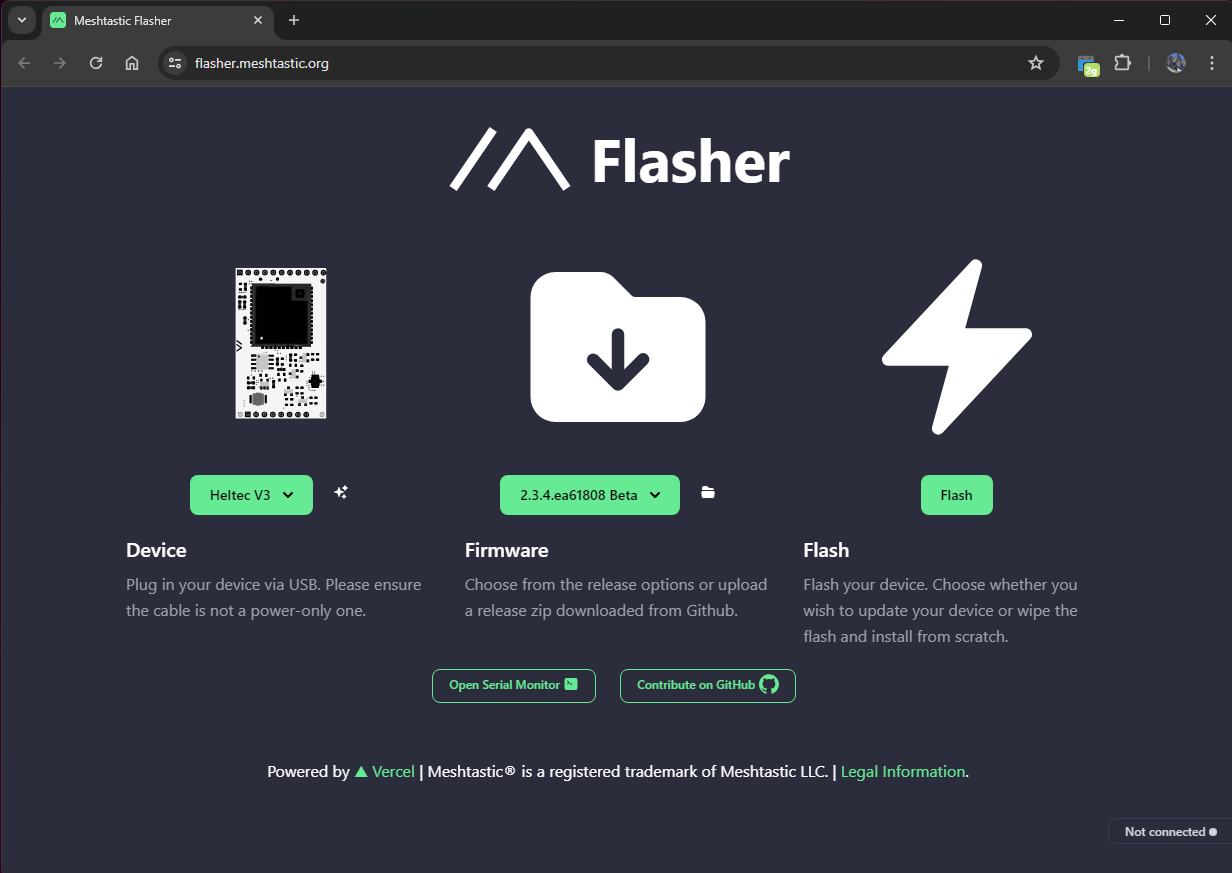 Meshtastic Flasher
flasher.meshtastic.org
2g
Flasher
Heltec V3
2.3.4.ea61808 Beta
Flash
Device
Plug in your device via USB. Please ensure
the cable is not a power-only one.
Firmware
Choose from the release options or upload
a release zip downloaded from Github.
Flash
Flash your device. Choose whether you
wish to update your device or wipe the
flash and install from scratch.
Open Serial Monitor
Contribute on GitHub
Powered by ▲ Vercel | Meshtastic® is a registered trademark of Meshtastic LLC. | Legal Information.
Not connected